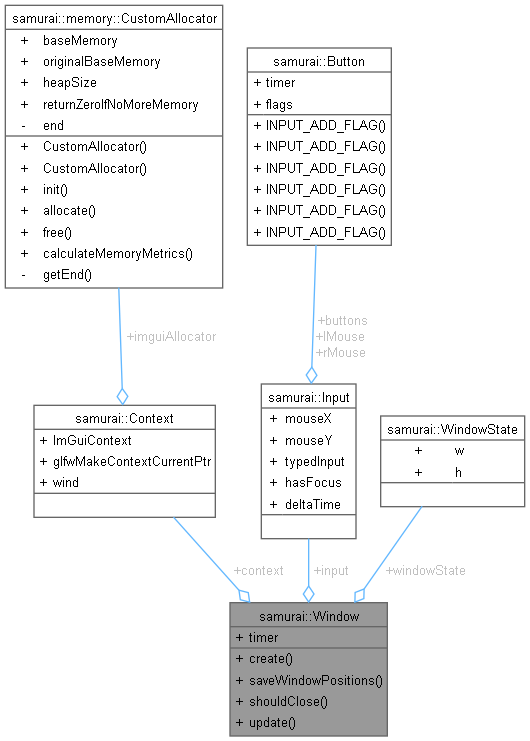 samurai::memory::CustomAllocator
+ baseMemory
+ originalBaseMemory
+ heapSize
+ returnZeroIfNoMoreMemory
- end
+ CustomAllocator()
+ CustomAllocator()
+ init()
+ allocate()
+ free()
+ calculateMemoryMetrics()
- getEnd()
samurai::Button
+ timer
+ flags
+ INPUT_ADD_FLAG()
+ INPUT_ADD_FLAG()
+ INPUT_ADD_FLAG()
+ INPUT_ADD_FLAG()
+ INPUT_ADD_FLAG()
+ INPUT_ADD_FLAG()
+imguiAllocator
+buttons
+lMouse
+rMouse
samurai::Context
+ ImGuiContext
+ glfwMakeContextCurrentPtr
+ wind
samurai::Input
+ mouseX
+ mouseY
+ typedInput
+ hasFocus
+ deltaTime
samurai::WindowState
+ w
+ h
+context
+input
+windowState
samurai::Window
+ timer
+ create()
+ saveWindowPositions()
+ shouldClose()
+ update()